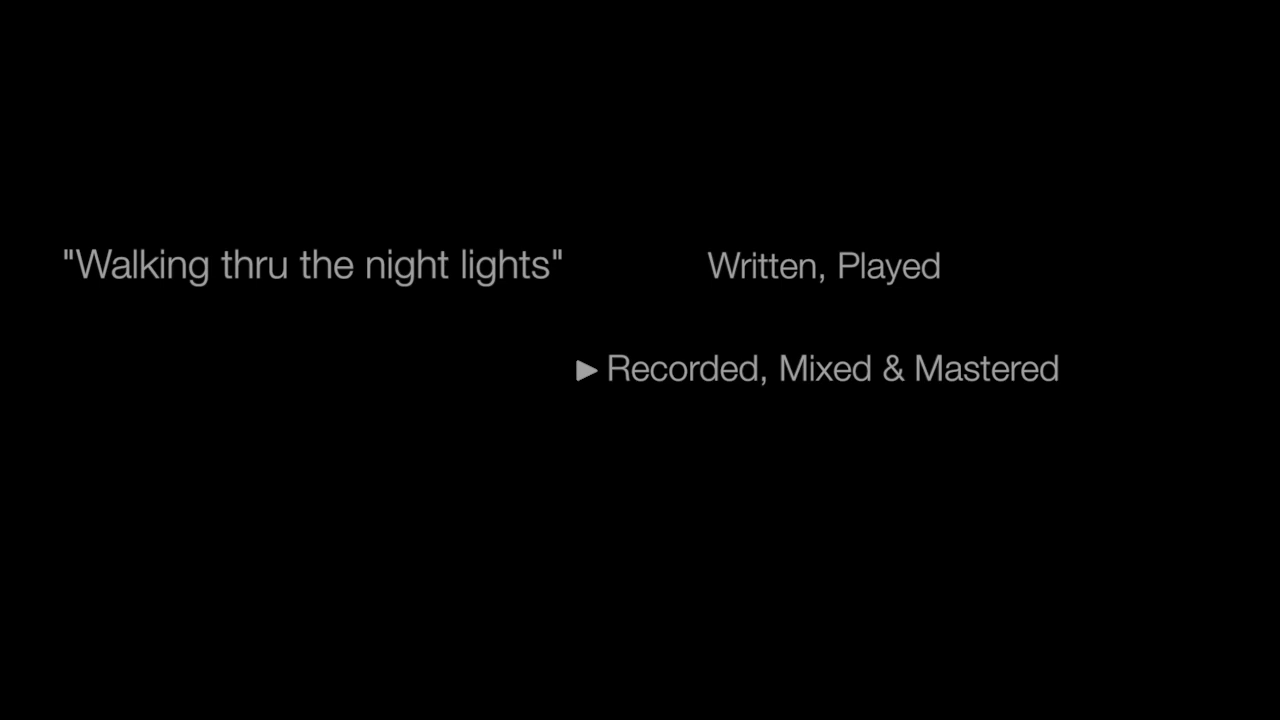 "Walking thru the night lights" Written, Played
▶ Recorded, Mixed & Mastered